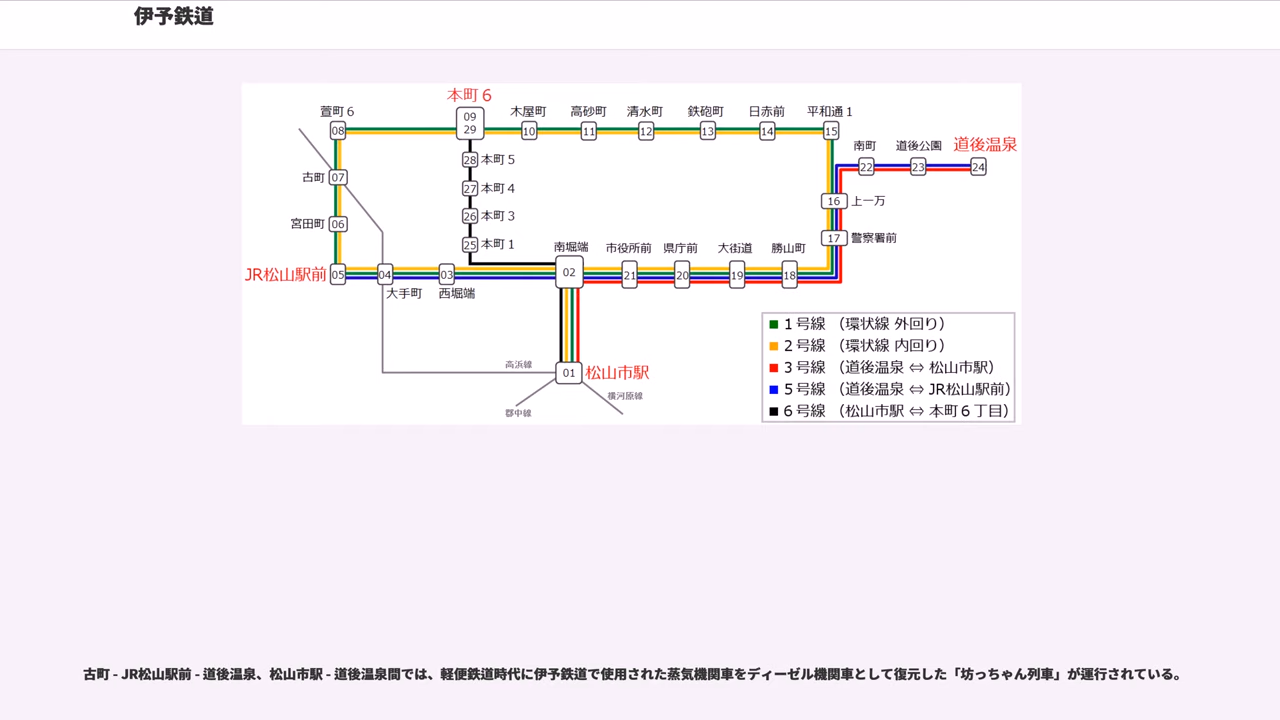 伊予鉄道
本町６
萱町６
09
29
木屋町
高砂町
清水町
鉄砲町
日赤前
平和通１
08
10
11
12
13
14
15
南町
道後公園
道後温泉
28
本町５
22
23
24
古町
07
27
本町４
16
上一万
宮田町
06
26
本町３
25
本町１
南堀端
市役所前
県庁前
大街道
勝山町
17
警察署前
JR松山駅前
05
04
03
02
21
20
19
18
大手町
西堀端
高浜線
01
松山市駅
郡中線
横河原線
１号線 （環状線 外回り）
２号線 （環状線 内回り）
３号線 （道後温泉 ⇔ 松山市駅）
５号線 （道後温泉 ⇔ JR松山駅前）
６号線 （松山市駅 ⇔ 本町６丁目）
古町 - JR松山駅前 - 道後温泉、松山市駅 - 道後温泉間では、軽便鉄道時代に伊予鉄道で使用された蒸気機関車をディーゼル機関車として復元した「坊っちゃん列車」が運行されている。